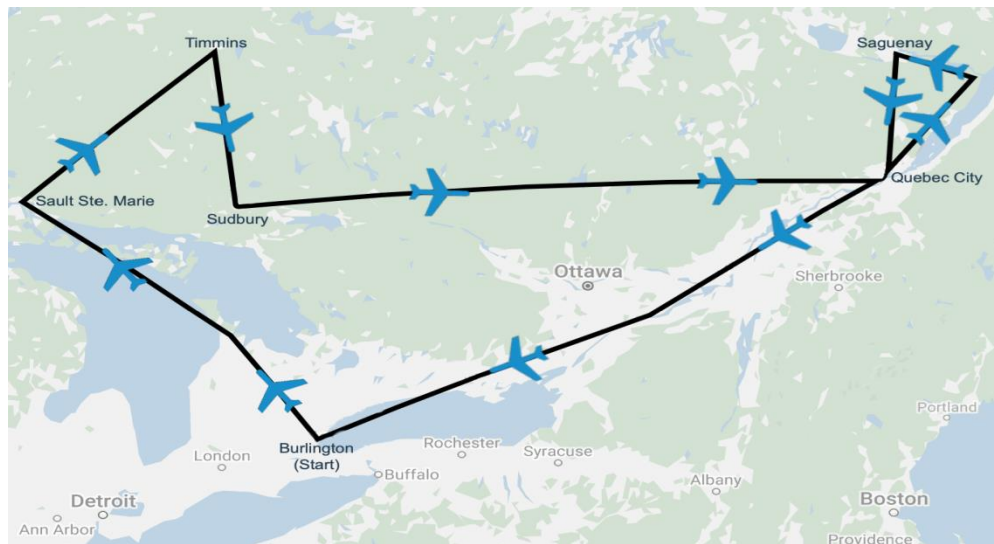 Timmins
Saguenay
Sault Ste. Marie
Sudbury
Quebec City
Ottawa
Sherbrooke
Burlington
(Start)
London
Rochester
Syracuse
Buffalo
Albany
Portland
Detroit
Ann Arbor
Boston
Providence